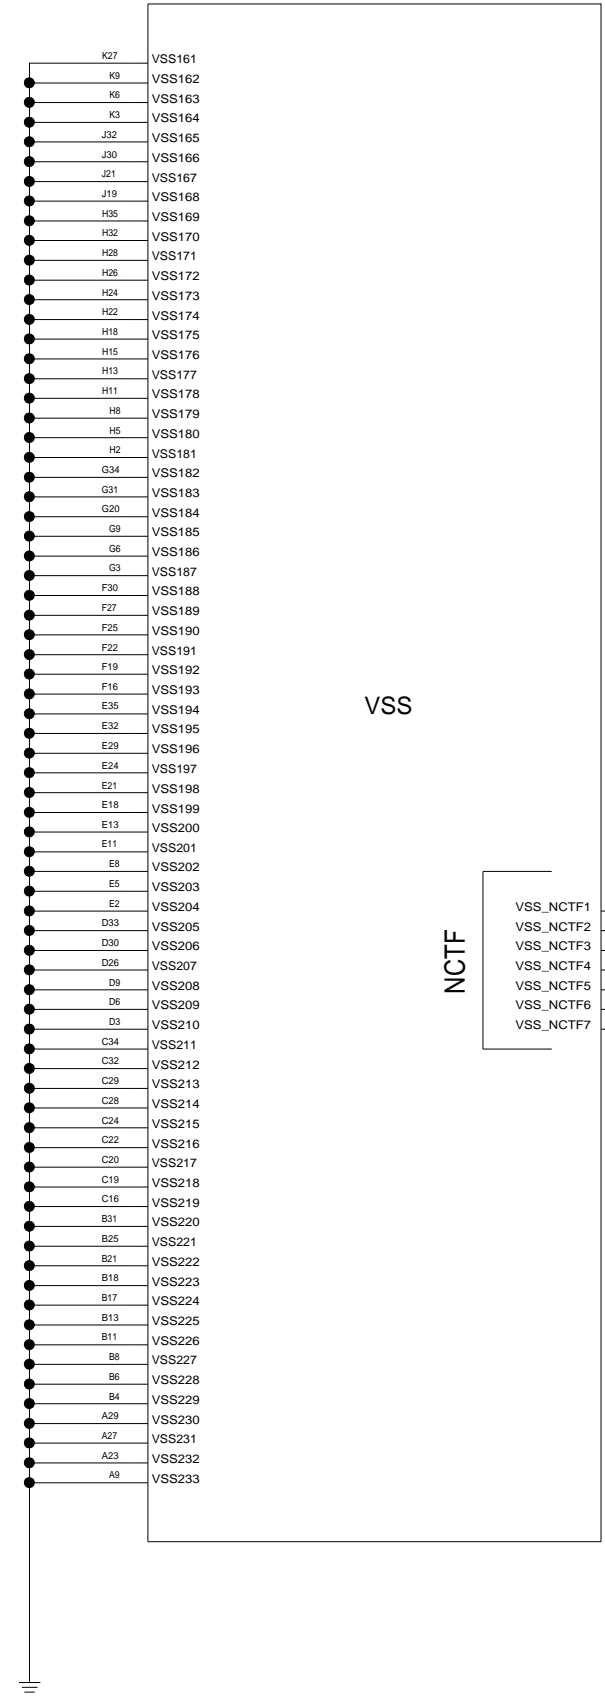 K27 VSS161
K9 VSS162
K6 VSS163
K3 VSS164
J32 VSS165
J30 VSS166
J21 VSS167
J19 VSS168
H35 VSS169
H32 VSS170
H28 VSS171
H26 VSS172
H24 VSS173
H22 VSS174
H18 VSS175
H15 VSS176
H13 VSS177
H11 VSS178
H8 VSS179
H5 VSS180
H2 VSS181
G34 VSS182
G31 VSS183
G20 VSS184
G9 VSS185
G6 VSS186
G3 VSS187
F30 VSS188
F27 VSS189
F25 VSS190
F22 VSS191
F19 VSS192
F16 VSS193
E35 VSS194
E32 VSS195
E29 VSS196
E24 VSS197
E21 VSS198
E18 VSS199
E13 VSS200
E11 VSS201
E8 VSS202
E5 VSS203
E2 VSS204
D33 VSS205
D30 VSS206
D26 VSS207
D9 VSS208
D6 VSS209
D3 VSS210
C34 VSS211
C32 VSS212
C29 VSS213
C28 VSS214
C24 VSS215
C22 VSS216
C20 VSS217
C19 VSS218
C16 VSS219
B31 VSS220
B25 VSS221
B21 VSS222
B18 VSS223
B17 VSS224
B13 VSS225
B11 VSS226
B8 VSS227
B6 VSS228
B4 VSS229
A29 VSS230
A27 VSS231
A23 VSS232
A9 VSS233
VSS
NCTF
VSS_NCTF1
VSS_NCTF2
VSS_NCTF3
VSS_NCTF4
VSS_NCTF5
VSS_NCTF6
VSS_NCTF7